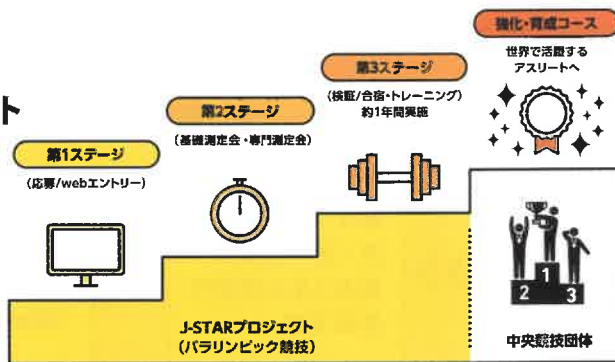 ト
第1ステージ
(応募/webエントリー)
第2ステージ
(基礎測定会・専門測定会)
第3ステージ
(検証/合宿・トレーニング)
約1年間実施
強化・育成コース
世界で活躍する
アスリートへ
J-STARプロジェクト
(パラリンピック競技)
2 1 3
中央競技団体